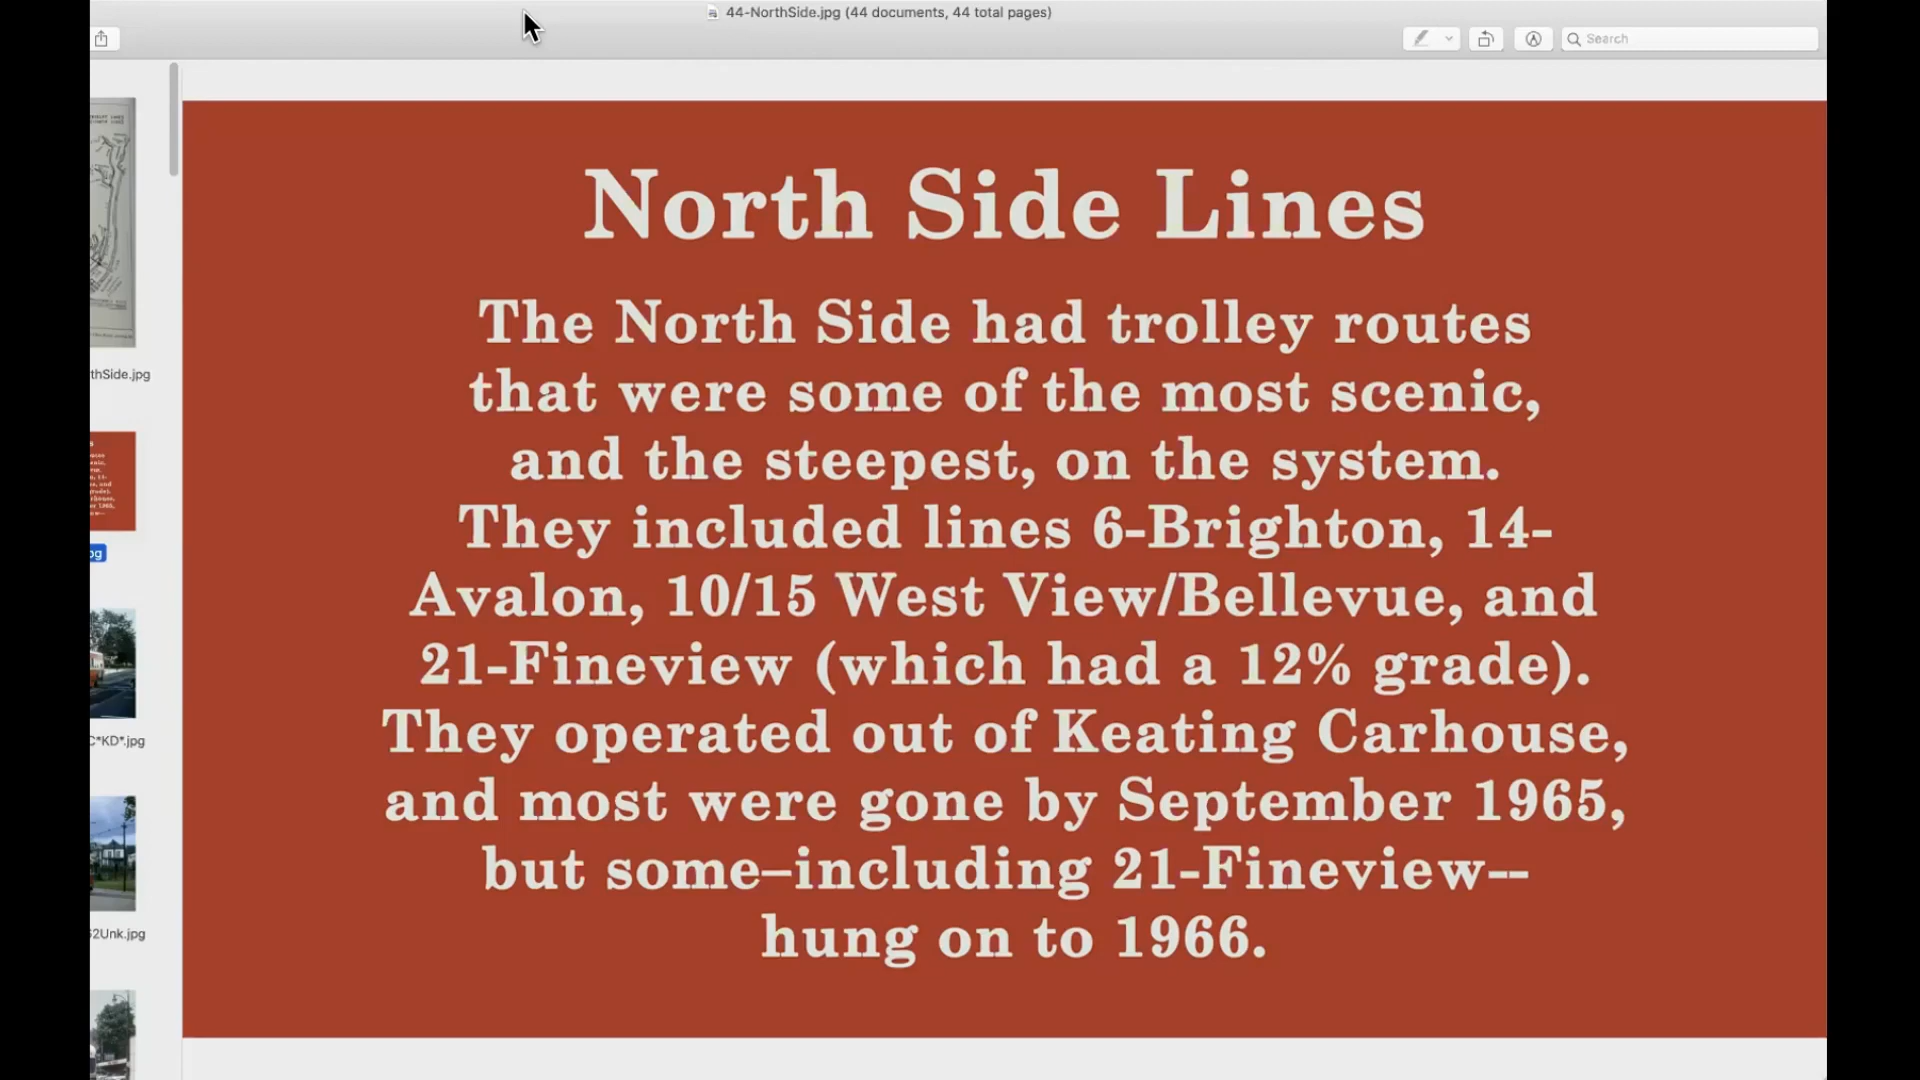 44-NorthSide.jpg (44 documents, 44 total pages)
Search
thSide.jpg
pg
C*KD*.jpg
S2Unk.jpg
North Side Lines
The North Side had trolley routes
that were some of the most scenic,
and the steepest, on the system.
They included lines 6-Brighton, 14-
Avalon, 10/15 West View/Bellevue, and
21-Fineview (which had a 12% grade).
They operated out of Keating Carhouse,
and most were gone by September 1965,
but some–including 21-Fineview--
hung on to 1966.